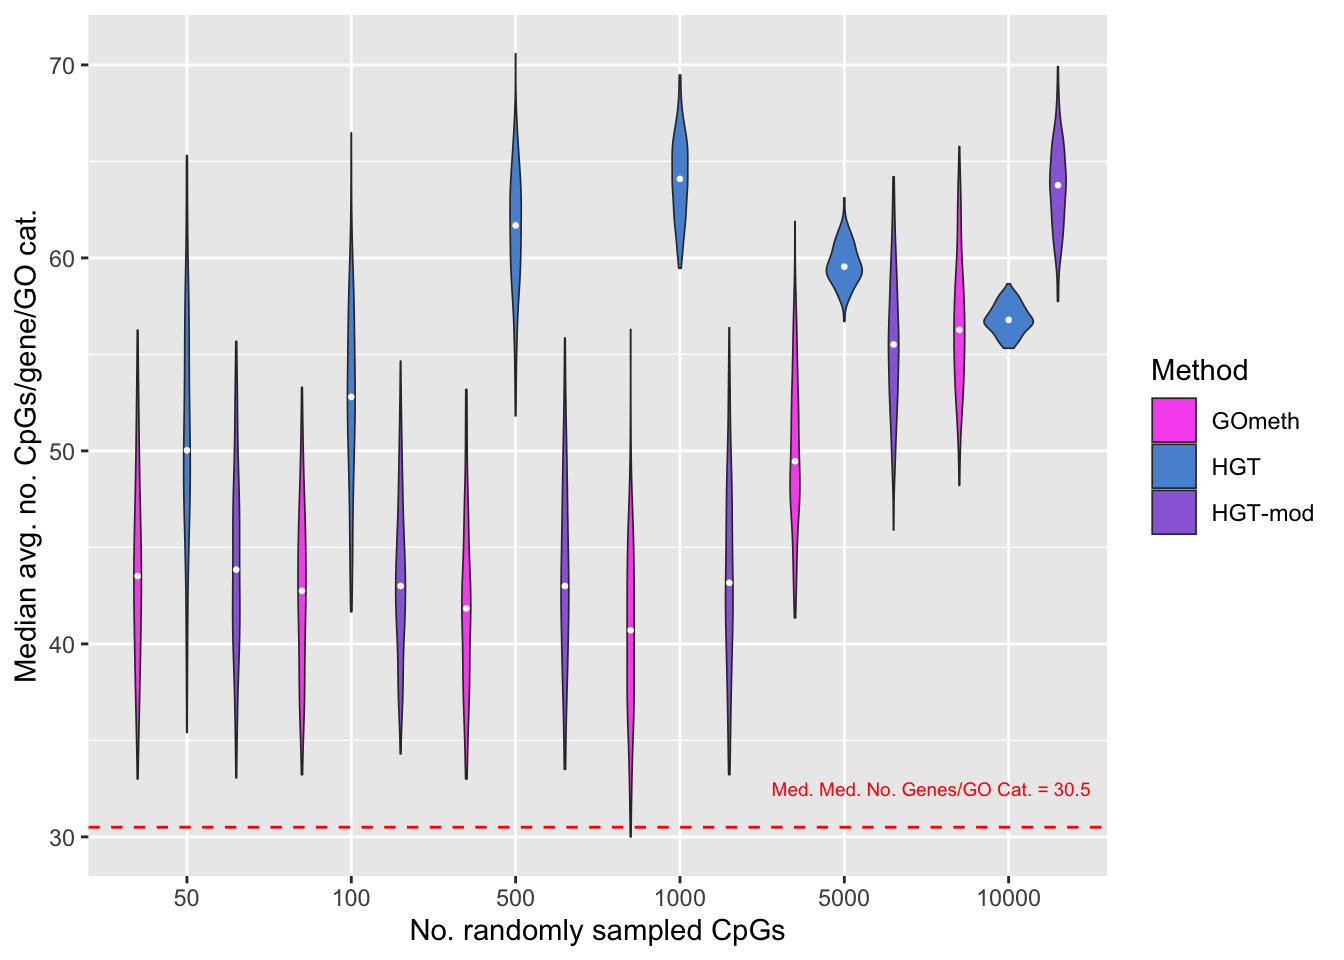 Median avg. no. CpGs/gene/GO cat.
70
60
50
40
30
Med. Med. No. Genes/GO Cat. = 30.5
50 100 500 1000 5000 10000
No. randomly sampled CpGs
Method
GOmeth
HGT
HGT-mod